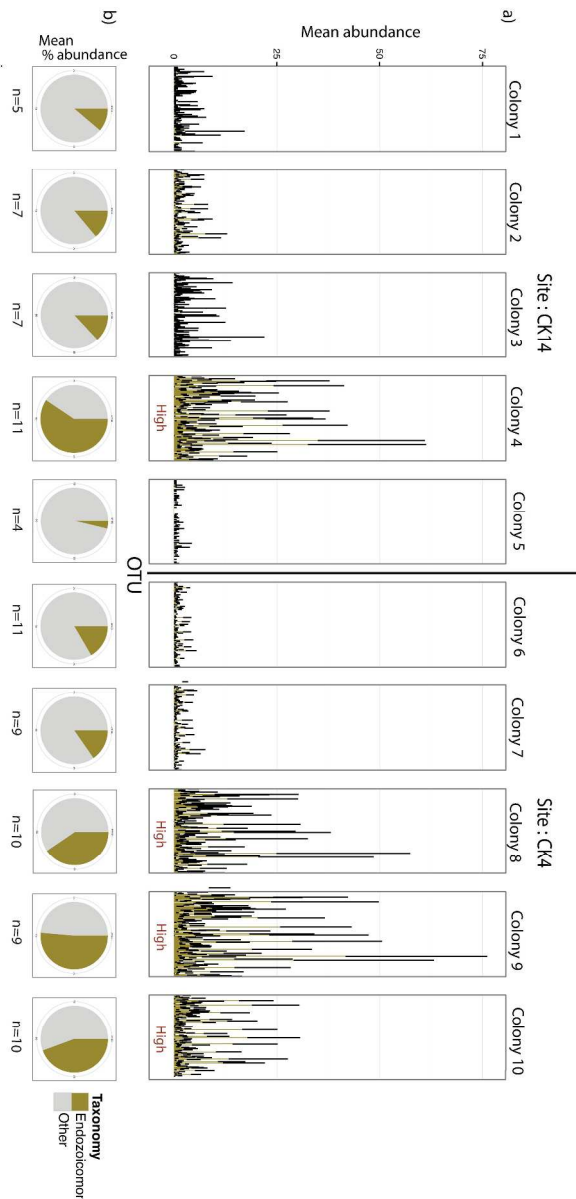 a)
Site : CK14
Site : CK4
Colony 1
Colony 2
Colony 3
Colony 4
Colony 5
Colony 6
Colony 7
Colony 8
Colony 9
Colony 10
Mean abundance
75
50
25
0
High
High
High
High
OTU
b)
Mean
% abundance
n=5
n=7
n=7
n=11
n=4
n=11
n=9
n=10
n=9
n=10
Taxonomy
Endozoicomor
Other